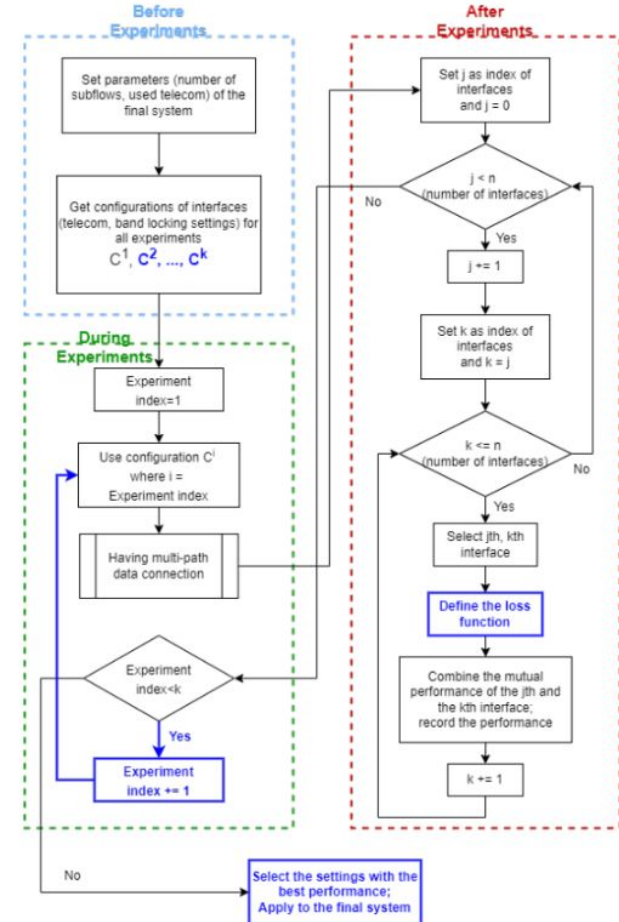 Before
Experiments
Set parameters (number of
subflows, used telecom) of the
final system
Get configurations of interfaces
(telecom, band locking settings) for
all experiments
C¹, C², ..., Cᵏ
During
Experiments
Experiment
index=1
Use configuration Cⁱ
where i =
Experiment index
Having multi-path
data connection
Experiment
index<k
Yes
Experiment
index += 1
No
Select the settings with the
best performance;
Apply to the final system
After
Experiments
Set j as index of
interfaces
and j = 0
j < n
(number of interfaces)
No
Yes
j += 1
Set k as index of
interfaces
and k = j
k <= n
(number of interfaces)
No
Yes
Select jth, kth
interface
Define the loss
function
Combine the mutual
performance of the jth and
the kth interface;
record the performance
k += 1